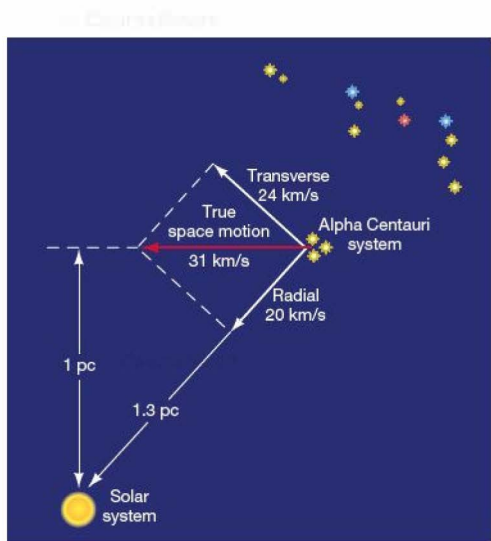 Transverse
24 km/s
True
space motion
31 km/s
Alpha Centauri
system
Radial
20 km/s
1 pc
1.3 pc
Solar
system